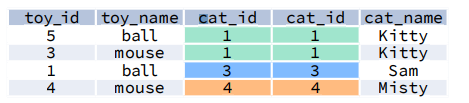 toy_id toy_name cat_id cat_id cat_name
5 ball 1 1 Kitty
3 mouse 1 1 Kitty
1 ball 3 3 Sam
4 mouse 4 4 Misty